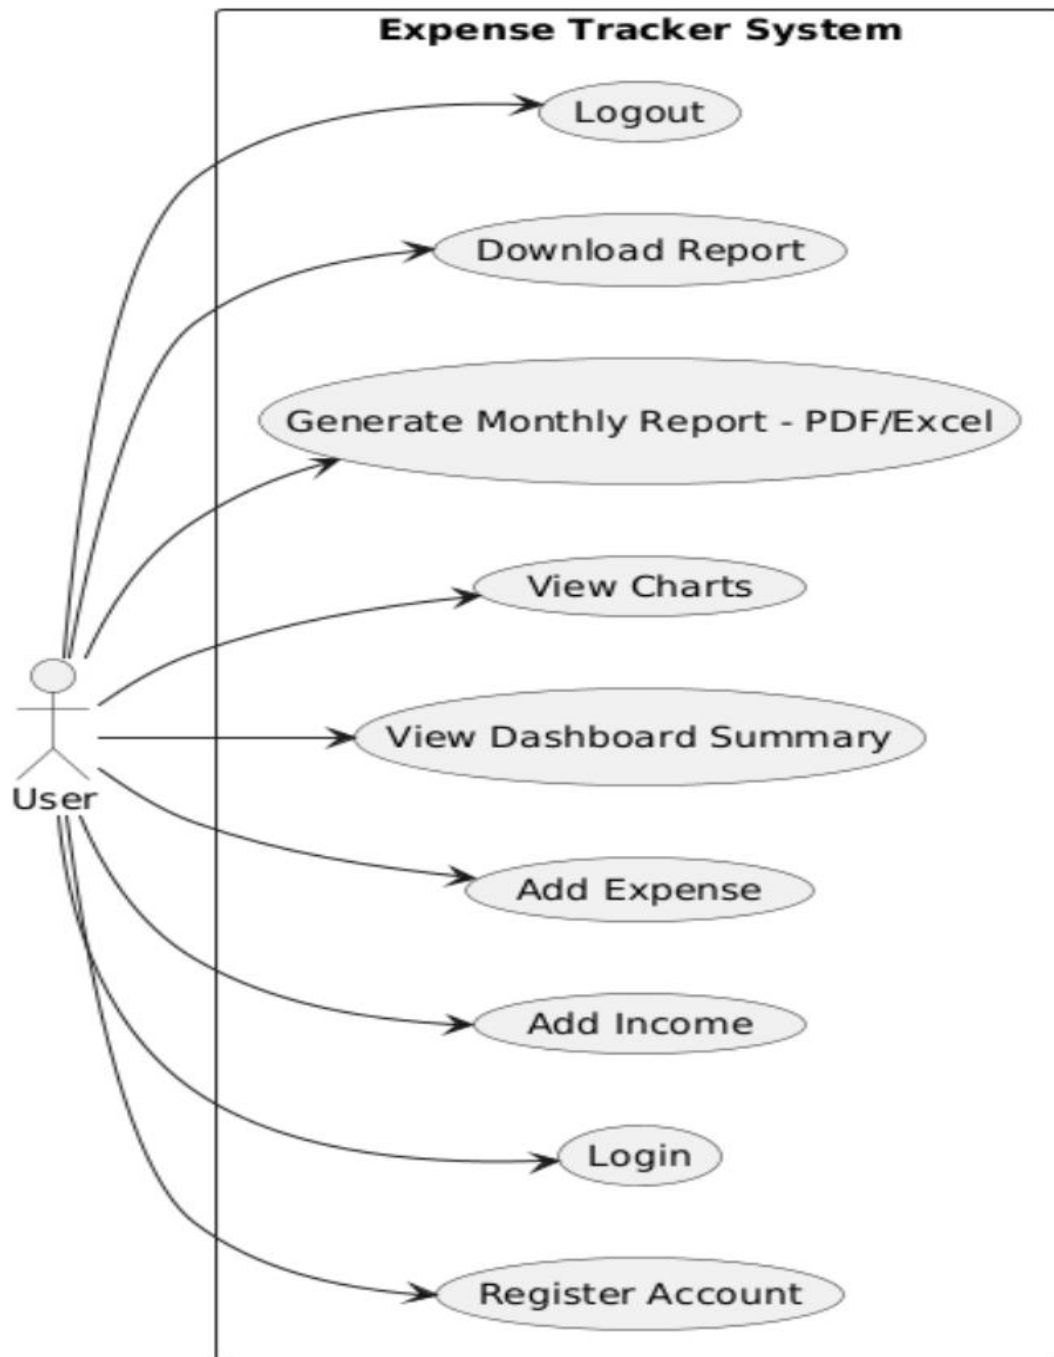 Expense Tracker System
Logout
Download Report
Generate Monthly Report - PDF/Excel
View Charts
View Dashboard Summary
User
Add Expense
Add Income
Login
Register Account